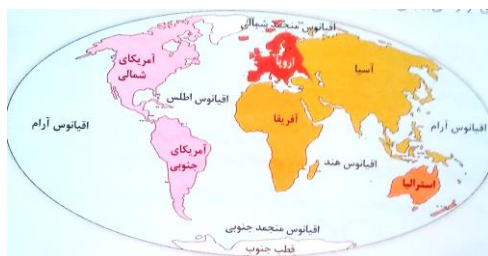 اقیانوس منجمد شمالی
آمریکای
شمالی
اروپا
آسیا
اقیانوس اطلس
اقیانوس آرام
آفریقا
اقیانوس آرام
آمریکای
جنوبی
اقیانوس هند
استرالیا
اقیانوس منجمد جنوبی
قطب جنوب